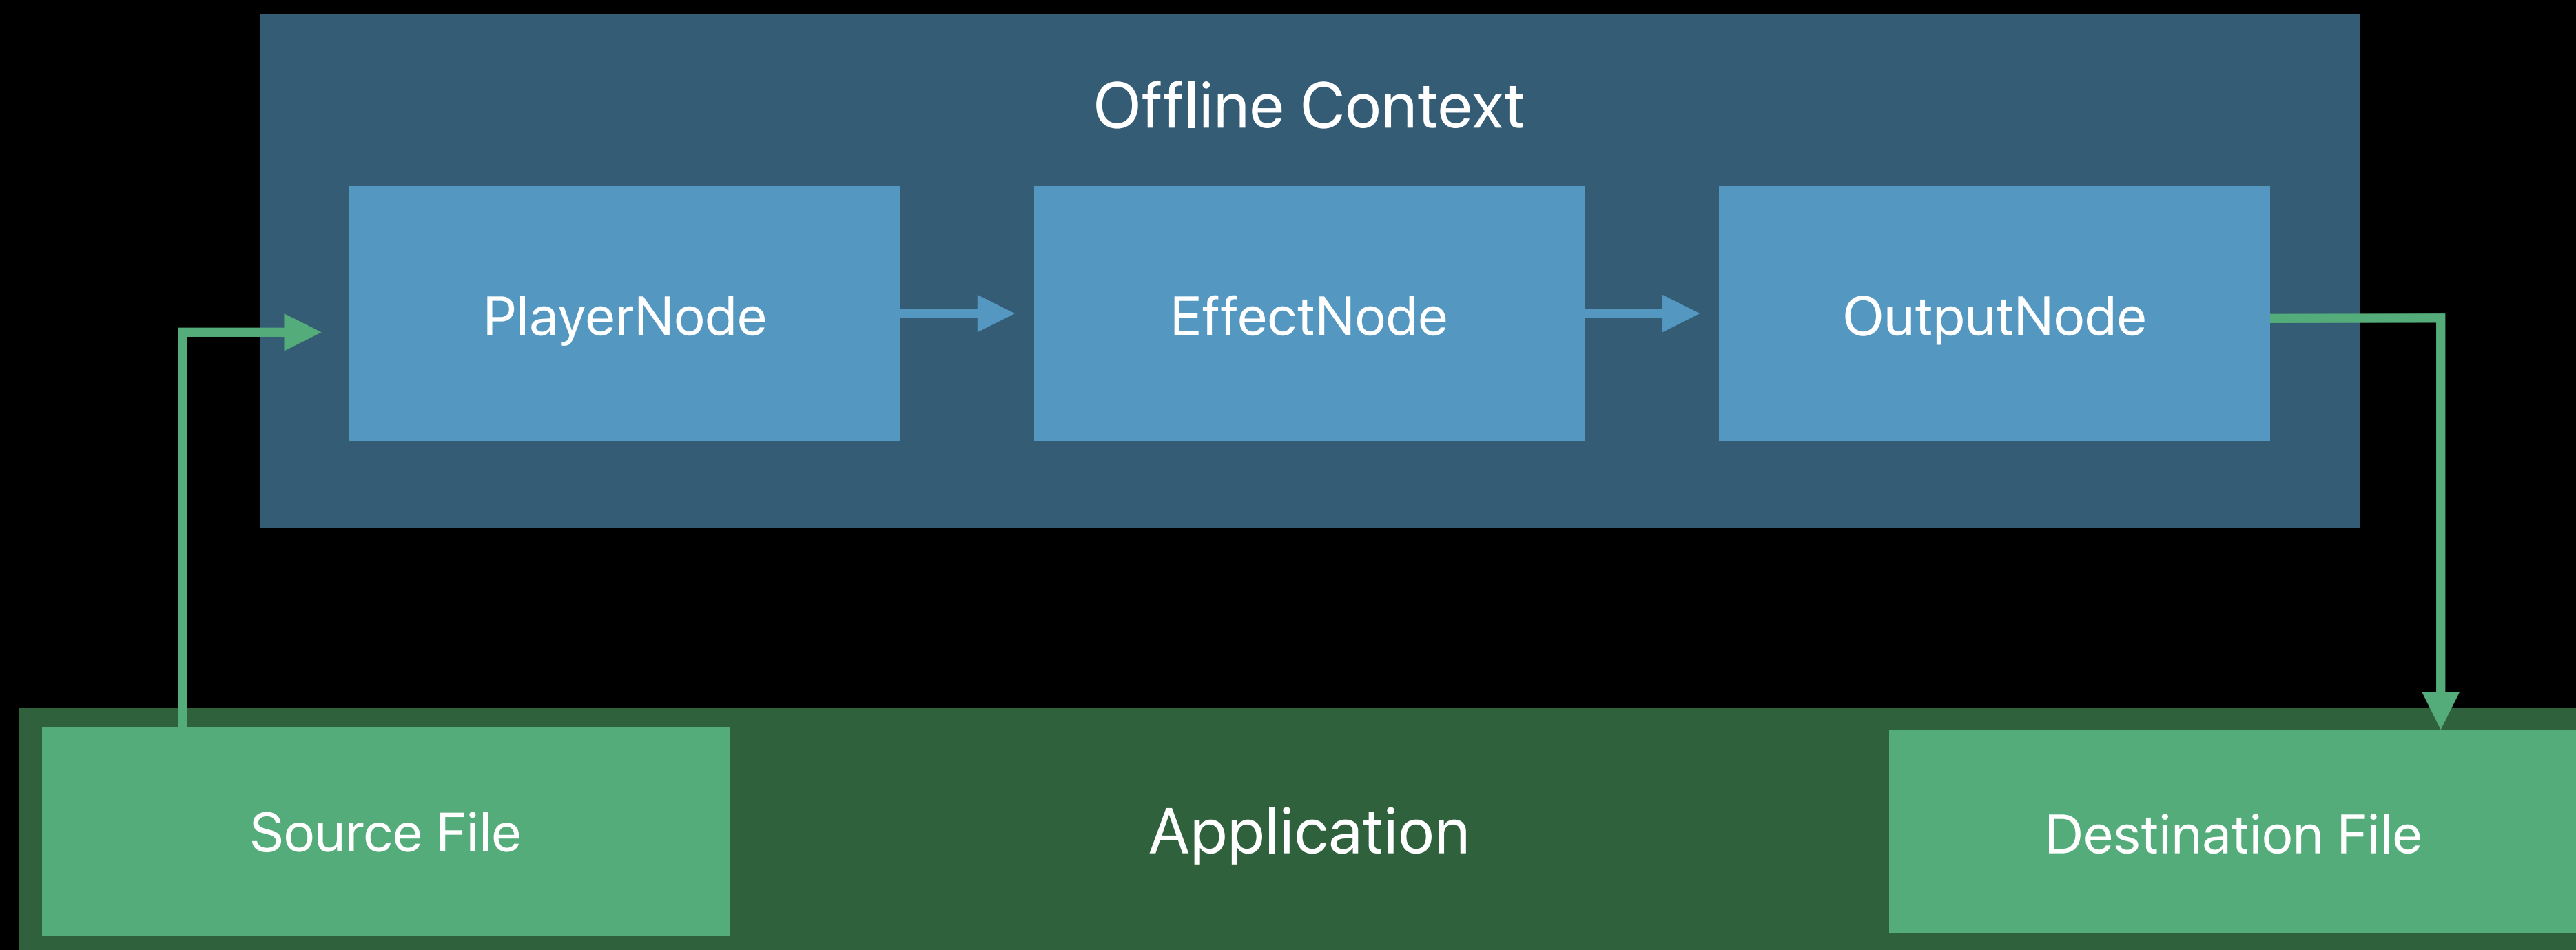 Offline Context
PlayerNode
EffectNode
OutputNode
Source File
Application
Destination File